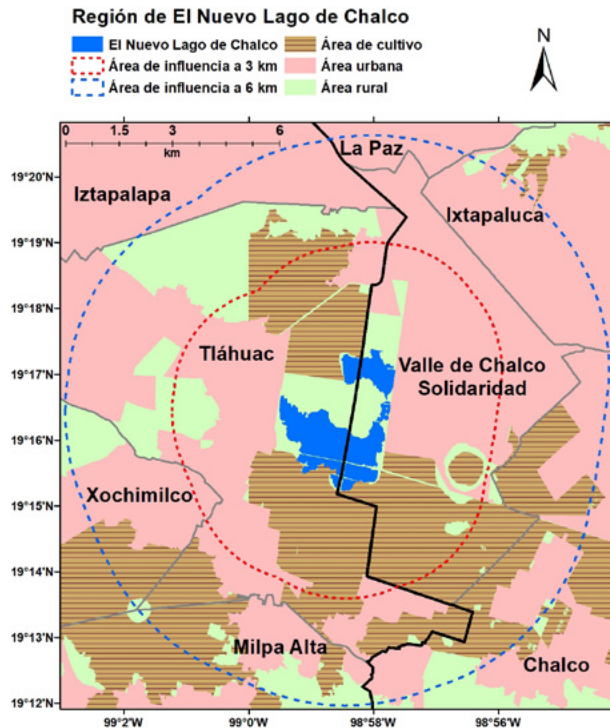 Región de El Nuevo Lago de Chalco
El Nuevo Lago de Chalco
Área de cultivo
Área de influencia a 3 km
Área urbana
Área de influencia a 6 km
Área rural
N
0 1.5 3 6
km
La Paz
19°20'N
Iztapalapa
Ixtapaluca
19°19'N
19°18'N
Tláhuac
19°17'N
Valle de Chalco
Solidaridad
19°16'N
Xochimilco
19°15'N
19°14'N
19°13'N
Milpa Alta
Chalco
19°12'N
99°2'W 99°0'W 98°58'W 98°56'W